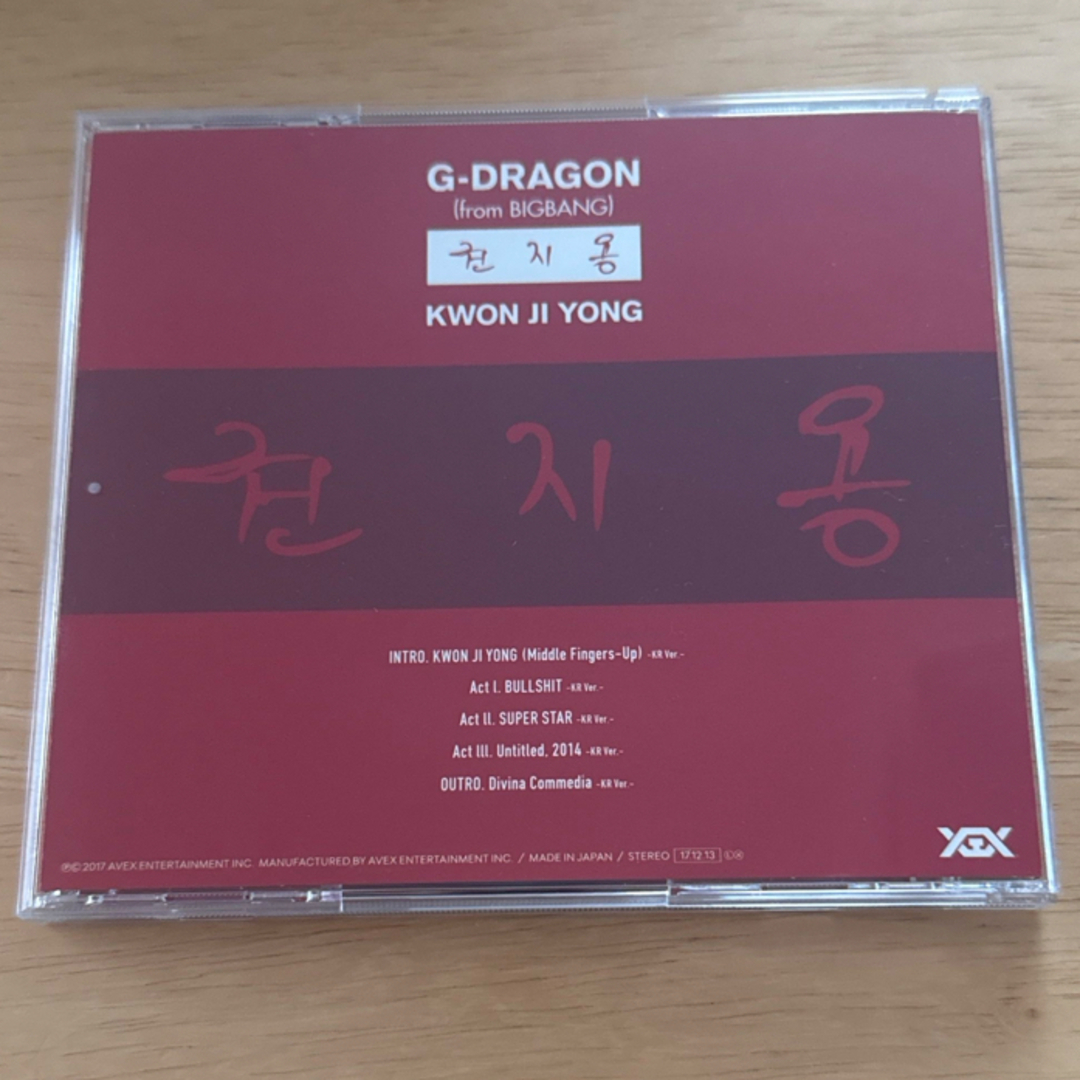 G-DRAGON
(from BIGBANG)
권 지 용
KWON JI YONG
권 지 용
INTRO. KWON JI YONG (Middle Fingers-Up) -KR Ver.-
Act I. BULLSHIT -KR Ver.-
Act II. SUPER STAR -KR Ver.-
Act III. Untitled, 2014 -KR Ver.-
OUTRO. Divina Commedia -KR Ver.-
YGEX
℗© 2017 AVEX ENTERTAINMENT INC. MANUFACTURED BY AVEX ENTERTAINMENT INC. / MADE IN JAPAN / STEREO 17.12.13